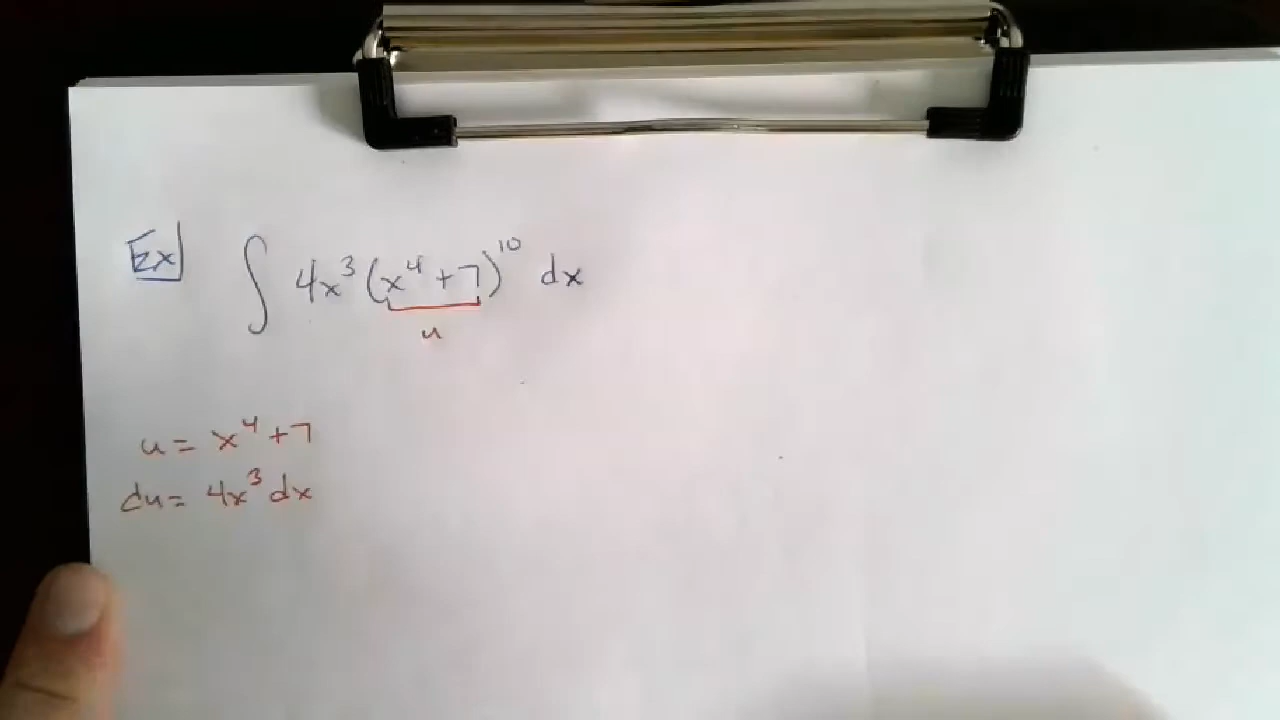 Ex ∫ 4x³(x⁴+7)¹⁰ dx
u
u = x⁴+7
du = 4x³ dx